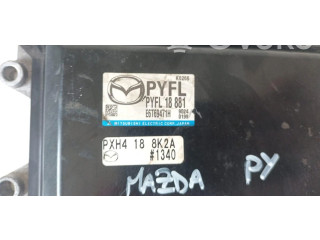 PYFL
PYFL 18 881
E6T69471H
MITSUBISHI ELECTRIC CORP. JAPAN
PXH4 18 8K2A
#1340
MAZDA PY